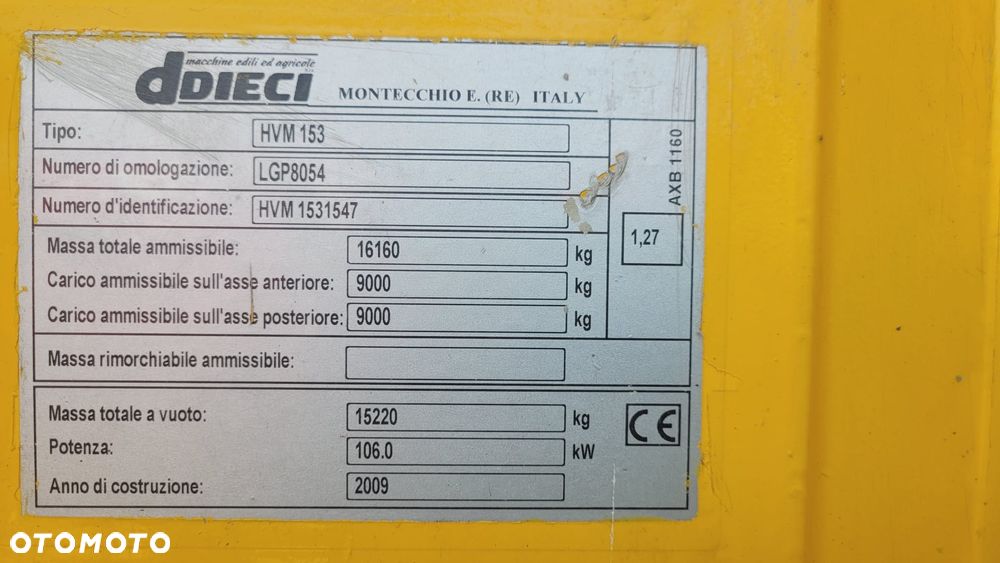 macchine edili ed agricole
dDIECI
MONTECCHIO E. (RE) ITALY
Tipo: HVM 153
Numero di omologazione: LGP8054
Numero d'identificazione: HVM 1531547
Massa totale ammissibile: 16160 kg
Carico ammissibile sull'asse anteriore: 9000 kg
Carico ammissibile sull'asse posteriore: 9000 kg
AXB 1160
1,27
Massa rimorchiabile ammissibile:
Massa totale a vuoto: 15220 kg
Potenza: 106.0 kW
Anno di costruzione: 2009
CE
OTOMOTO